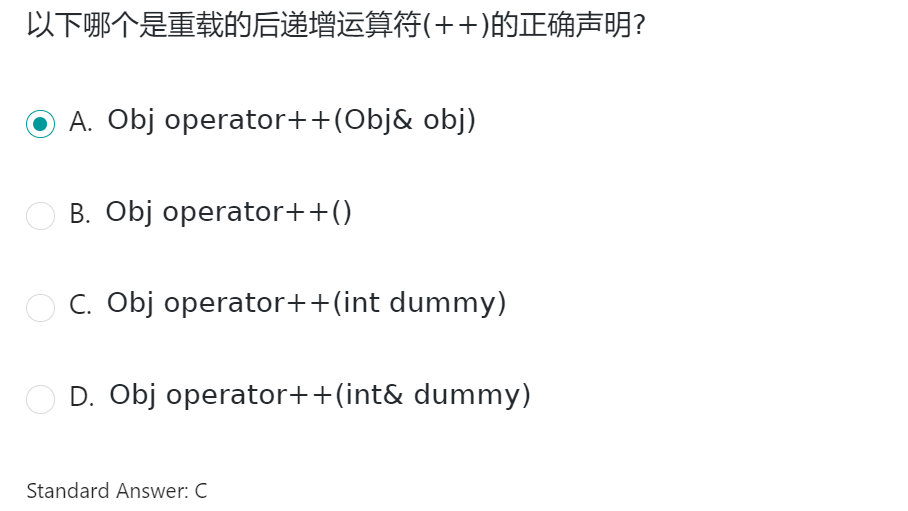 以下哪个是重载的后递增运算符(++)的正确声明?
A. Obj operator++(Obj& obj)
B. Obj operator++()
C. Obj operator++(int dummy)
D. Obj operator++(int& dummy)
Standard Answer: C